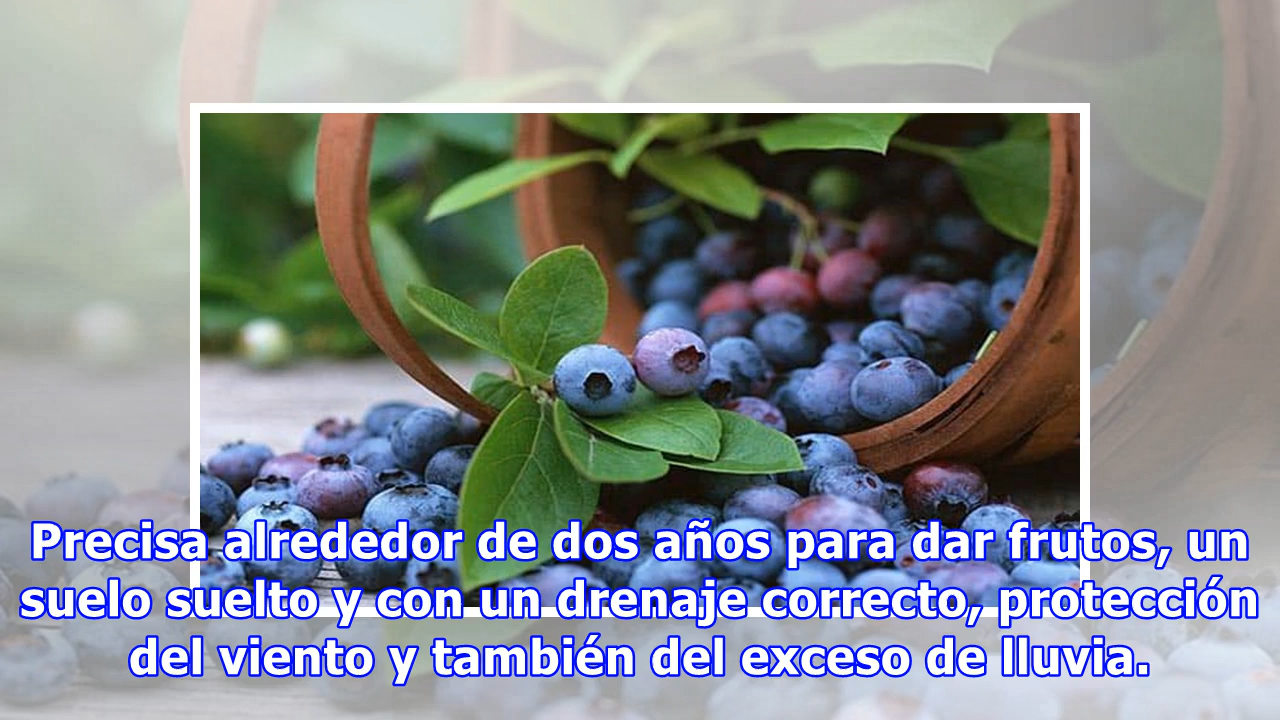 Precisa alrededor de dos años para dar frutos, un
suelo suelto y con un drenaje correcto, protección
del viento y también del exceso de lluvia.